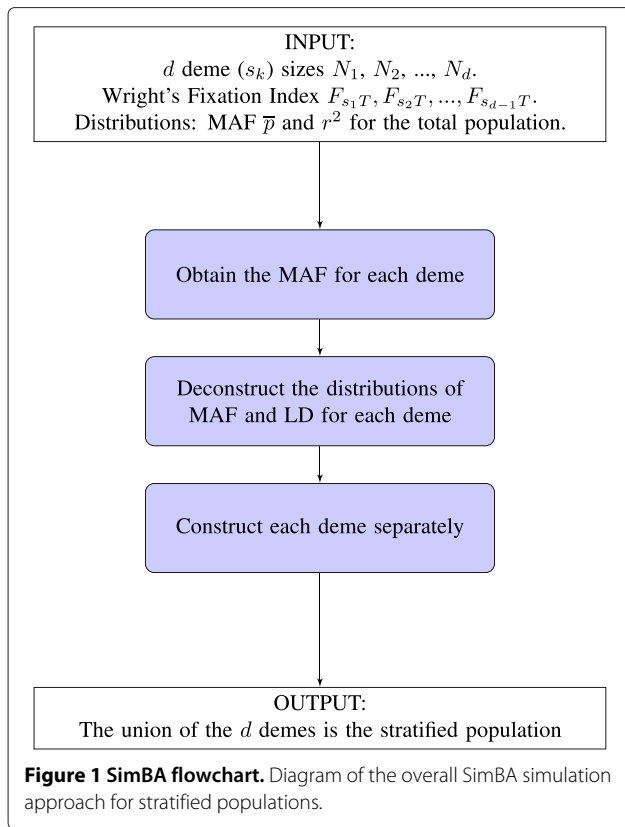 INPUT:
d deme (s_k) sizes N_1, N_2, ..., N_d.
Wright's Fixation Index F_{s_1T}, F_{s_2T}, ..., F_{s_{d-1}T}.
Distributions: MAF p̅ and r² for the total population.
Obtain the MAF for each deme
Deconstruct the distributions of
MAF and LD for each deme
Construct each deme separately
OUTPUT:
The union of the d demes is the stratified population
Figure 1 SimBA flowchart. Diagram of the overall SimBA simulation
approach for stratified populations.